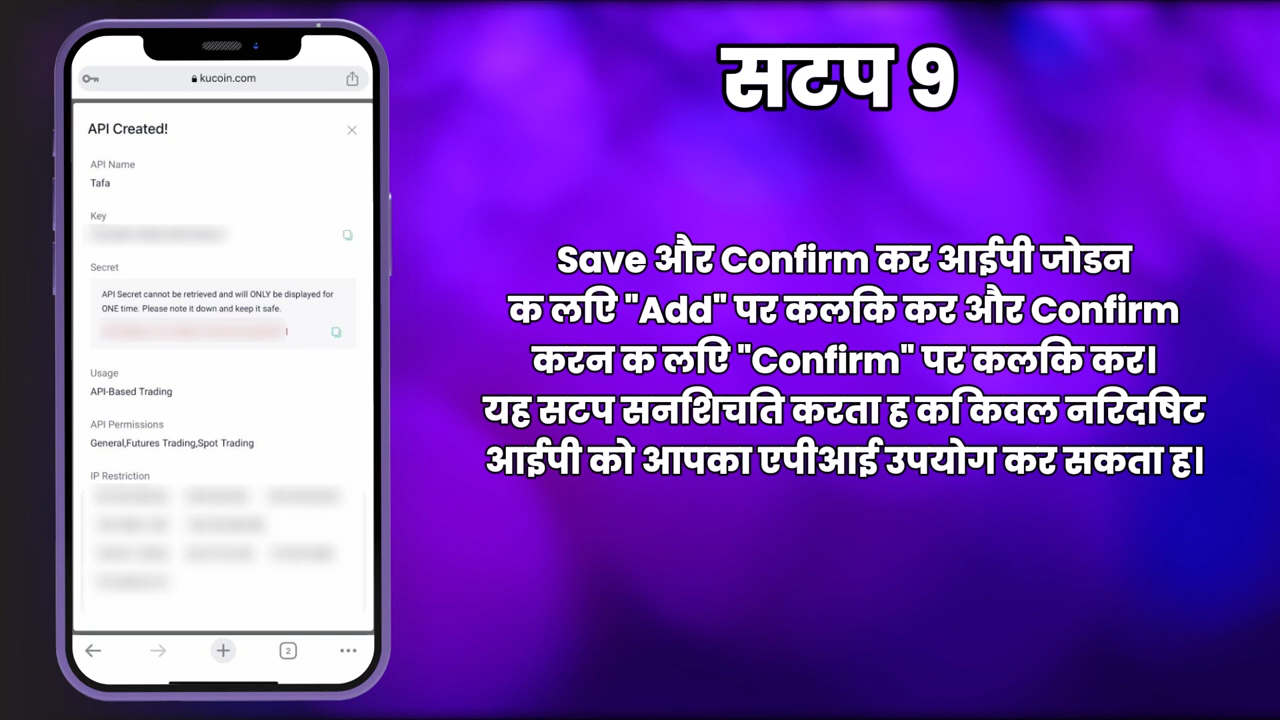 सटप 9
kucoin.com
API Created!
API Name
Tafa
Key
Secret
API Secret cannot be retrieved and will ONLY be displayed for
ONE time. Please note it down and keep it safe.
Usage
API-Based Trading
API Permissions
General,Futures Trading,Spot Trading
IP Restriction
2
Save और Confirm कर आईपी जोडन
क लिए "Add" पर कलकि कर और Confirm
करन क लिए "Confirm" पर कलकि कर।
यह सटप सनशिचति करता ह कि कवल नरिदषिट
आईपी को आपका एपीआई उपयोग कर सकता ह।